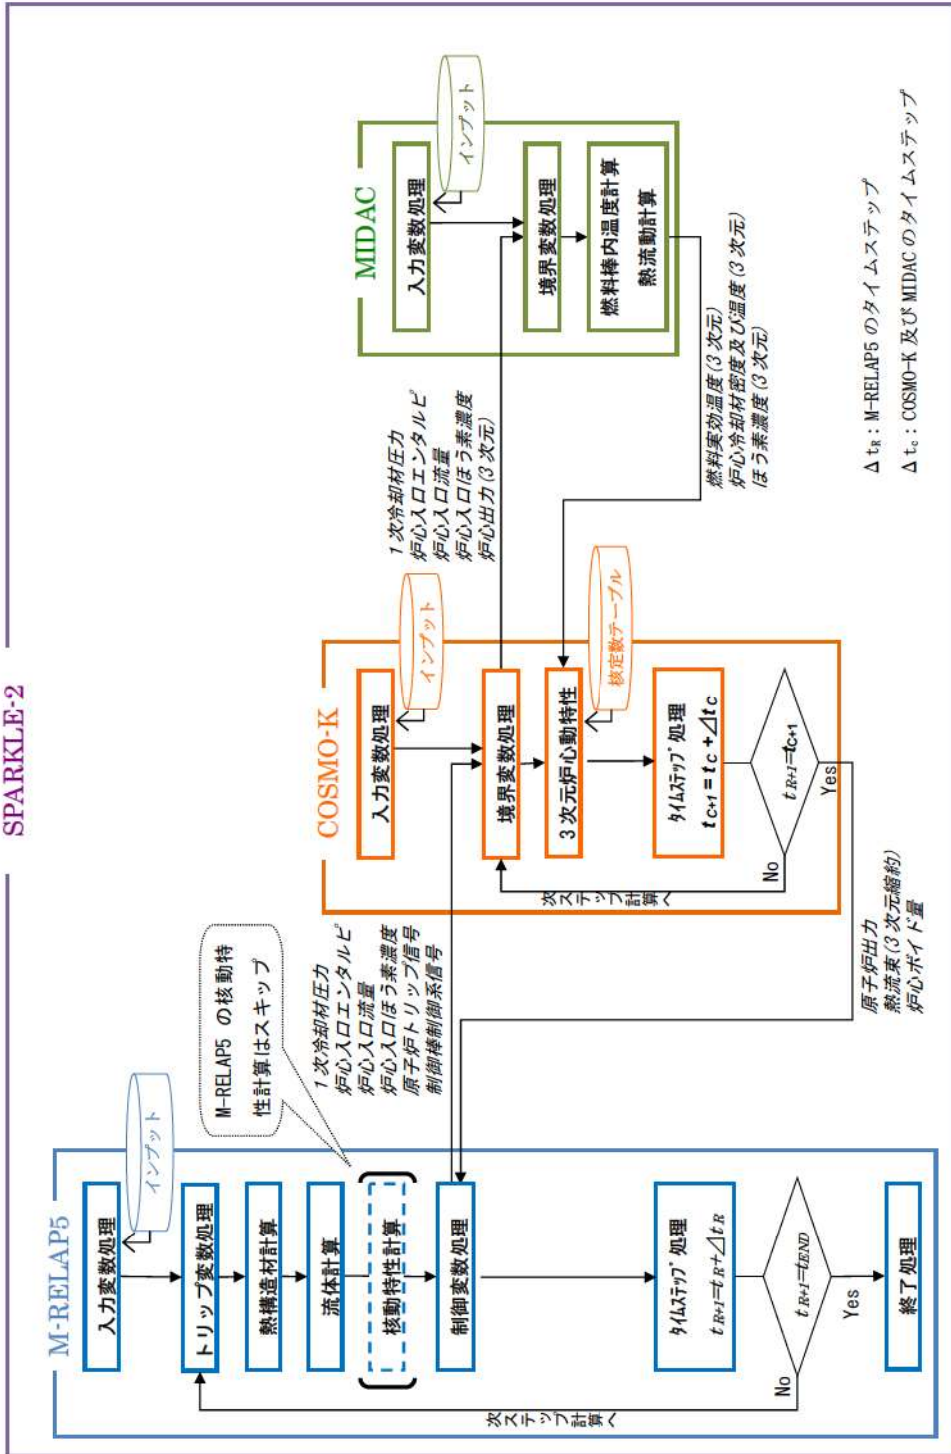 SPARKLE-2
M-RELAP5
入力変数処理
インプット
トリップ変数処理
熱構造材計算
流体計算
核動特性計算
制御変数処理
タイムステップ処理
t R+1=t R+⊿t R
t R+1=t END
No
Yes
次ステップ計算へ
終了処理
M-RELAP5 の核動特
性計算はスキップ
1次冷却材圧力
炉心入口エンタルピ
炉心入口流量
炉心入口ほう素濃度
原子炉トリップ信号
制御棒制御系信号
原子炉出力
熱流束(3次元縮約)
炉心ボイド量
COSMO-K
入力変数処理
インプット
境界変数処理
3次元炉心動特性
核定数テーブル
タイムステップ処理
t C+1 = t C +⊿t C
t R+1=t C+1
No
Yes
次ステップ計算へ
1次冷却材圧力
炉心入口エンタルピ
炉心入口流量
炉心入口ほう素濃度
炉心出力(3次元)
燃料実効温度(3次元)
炉心冷却材密度及び温度(3次元)
ほう素濃度(3次元)
MIDAC
入力変数処理
インプット
境界変数処理
燃料棒内温度計算
熱流動計算
Δt R：M-RELAP5 のタイムステップ
Δt c：COSMO-K 及び MIDAC のタイムステップ